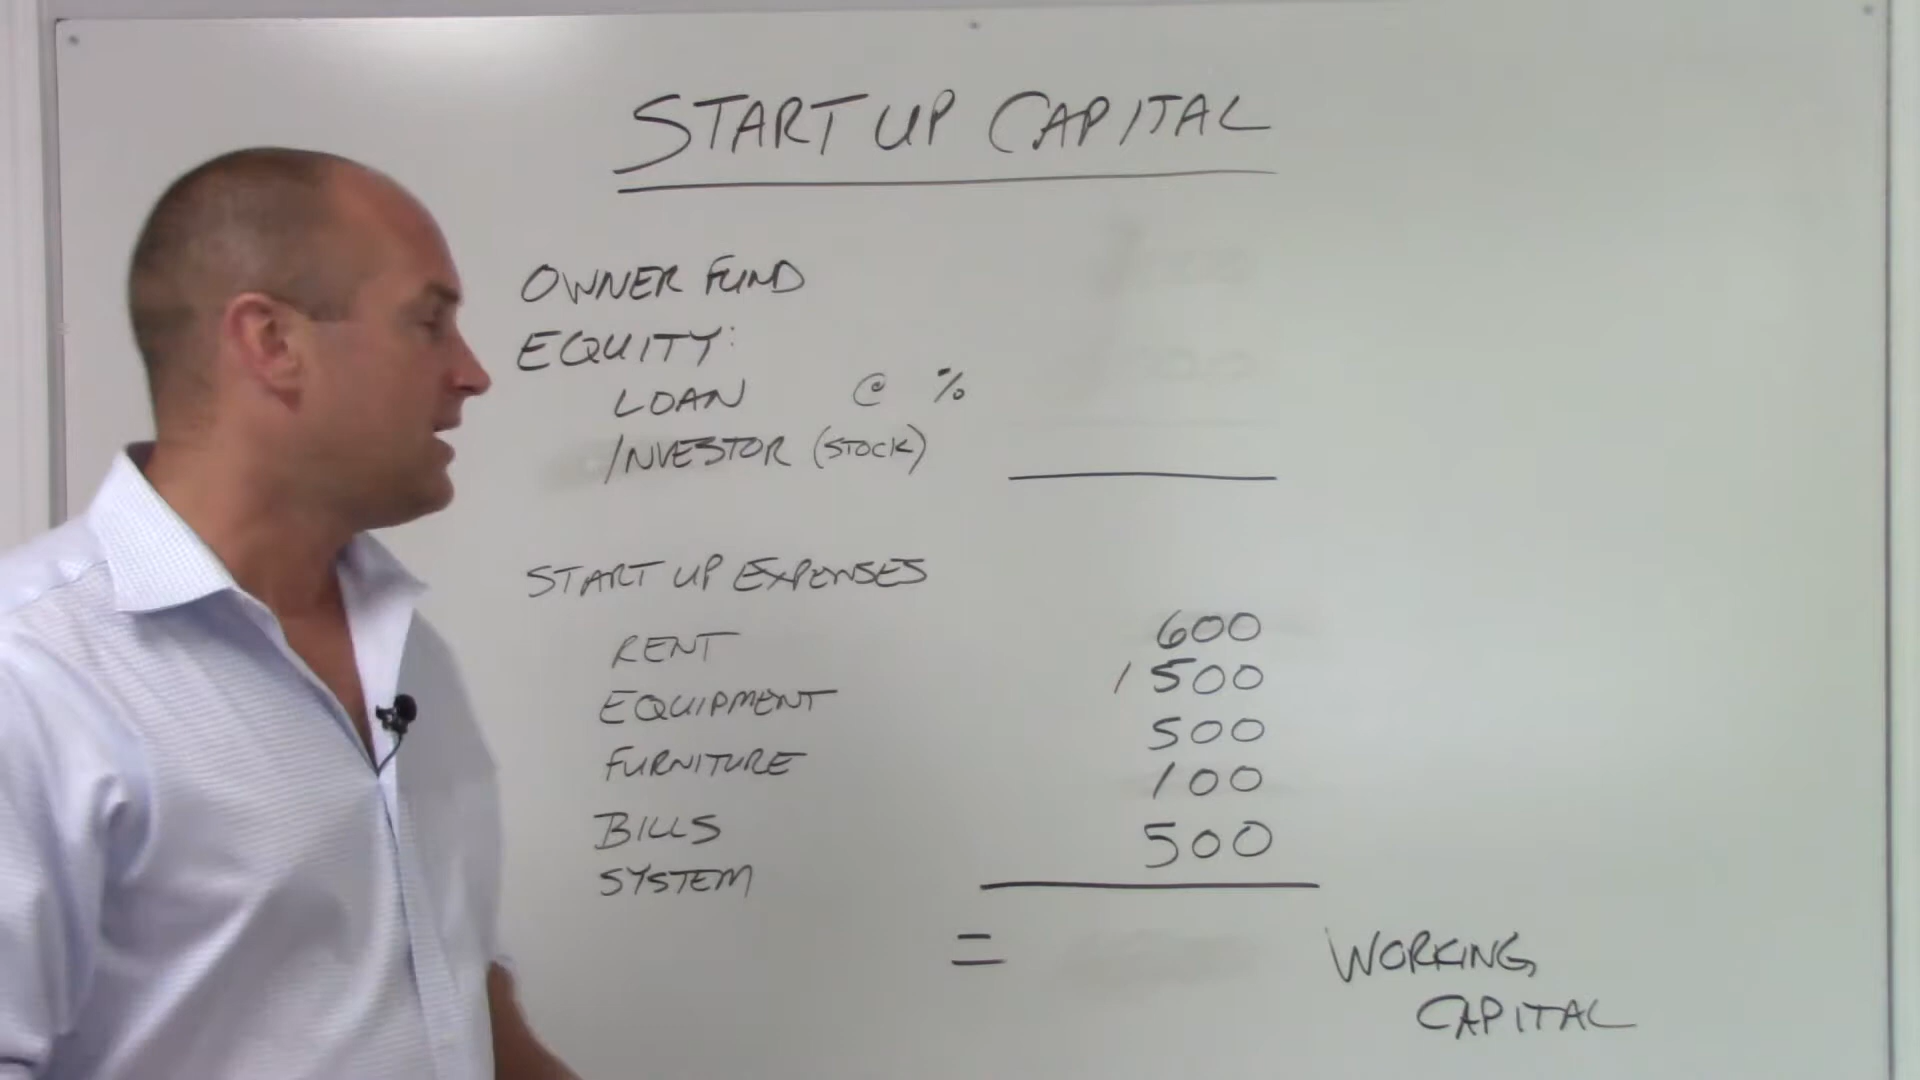 START UP CAPITAL
OWNER FUND
EQUITY:
LOAN @ %
INVESTOR (STOCK)
START UP EXPENSES
RENT 600
EQUIPMENT 1500
FURNITURE 500
BILLS 100
SYSTEM 500
= WORKING
CAPITAL